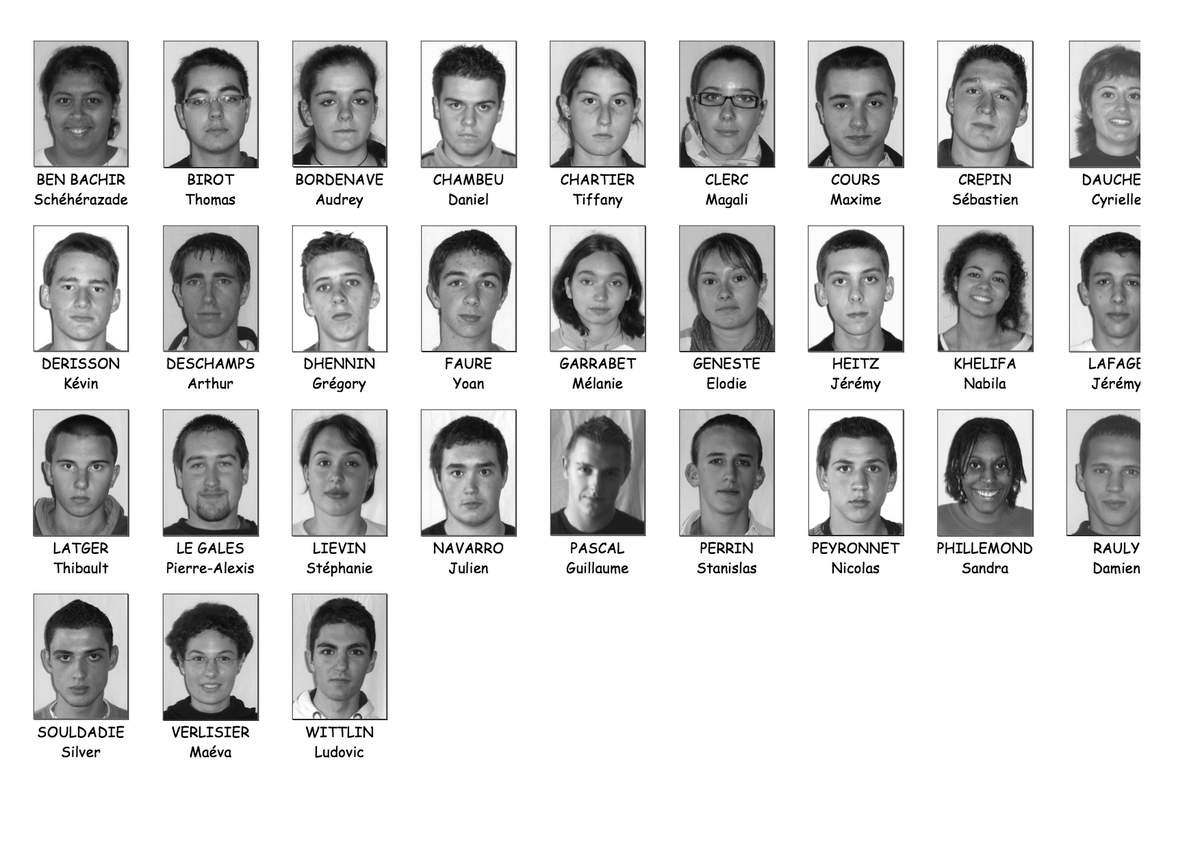 BEN BACHIR BIROT BORDENAVE CHAMBEU CHARTIER CLERC COURS CREPIN DAUCHE
Schéhérazade Thomas Audrey Daniel Tiffany Magali Maxime Sébastien Cyrielle
DERISSON DESCHAMPS DHENNIN FAURE GARRABET GENESTE HEITZ KHELIFA LAFAGE
Kévin Arthur Grégory Yoan Mélanie Elodie Jérémy Nabila Jérémy
LATGER LE GALES LIEVIN NAVARRO PASCAL PERRIN PEYRONNET PHILLEMOND RAULY
Thibault Pierre-Alexis Stéphanie Julien Guillaume Stanislas Nicolas Sandra Damien
SOULDADIE VERLISIER WITTLIN
Silver Maéva Ludovic